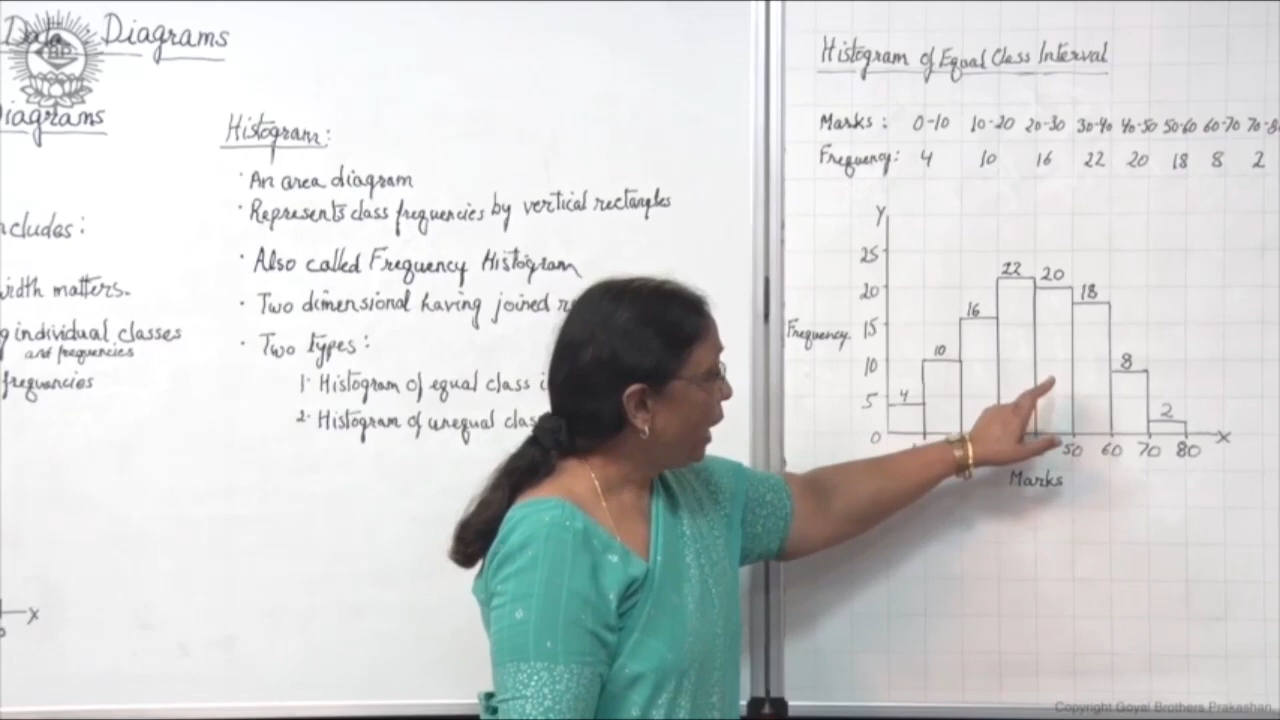 Data Diagrams
Diagrams
BP
Includes:
width matters.
individual classes
and frequencies
frequencies
X
Histogram:
· An area diagram
· Represents class frequencies by vertical rectangles
· Also called Frequency Histogram
· Two dimensional having joined
· Two types:
1· Histogram of equal class
2· Histogram of unequal clas
Histogram of Equal Class Interval
Marks: 0-10 10-20 20-30 30-40 40-50 50-60 60-70 70-8
Frequency: 4 10 16 22 20 18 8 2
Y
25
20
15
10
5
0
Frequency.
4 10 16 22 20 18 8 2
50 60 70 80 X
Marks
Copyright Goyal Brothers Prakashan.